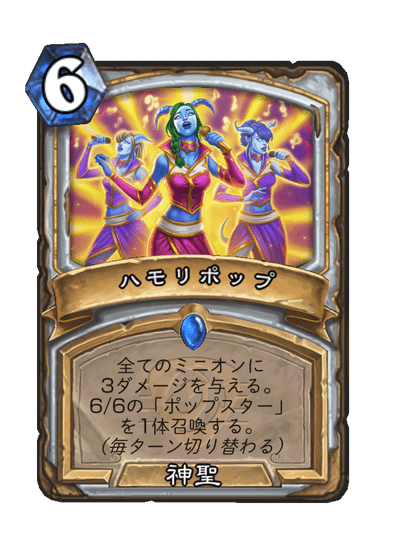 6
ハモリポップ
全てのミニオンに
3ダメージを与える。
6/6の「ポップスター」
を1体召喚する。
（毎ターン切り替わる）
神聖